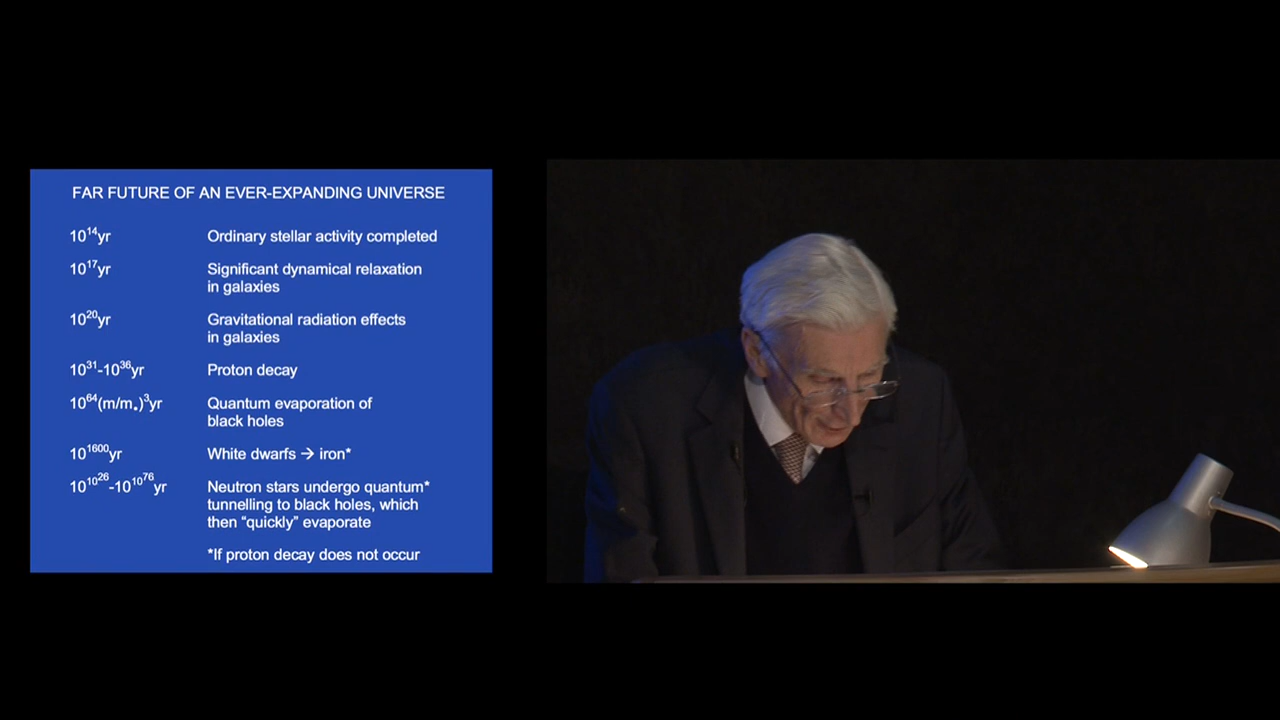 FAR FUTURE OF AN EVER-EXPANDING UNIVERSE
10¹⁴yr Ordinary stellar activity completed
10¹⁷yr Significant dynamical relaxation
in galaxies
10²⁰yr Gravitational radiation effects
in galaxies
10³¹-10³⁶yr Proton decay
10⁶⁴(m/m⁎)³yr Quantum evaporation of
black holes
10¹⁶⁰⁰yr White dwarfs → iron*
10^10^26-10^10^76yr Neutron stars undergo quantum*
tunnelling to black holes, which
then “quickly” evaporate
*If proton decay does not occur